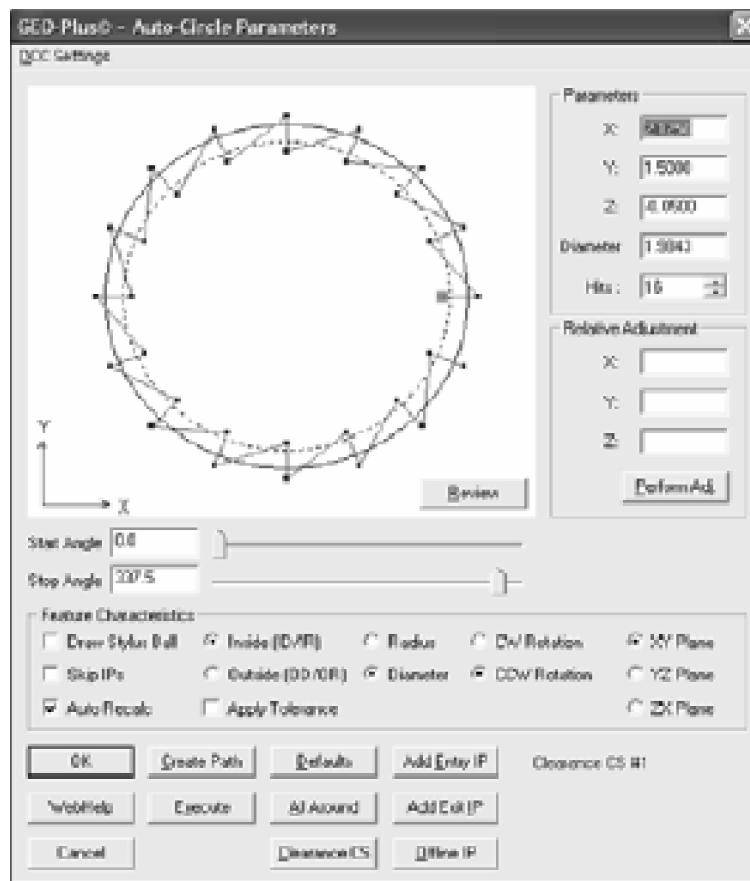 GEO-Plus© - Auto-Circle Parameters
DCC Settings
Parameters
X:
Y: 1.5000
Z: -0.0500
Diameter 1.9843
Hits : 16
Relative Adjustment
X:
Y:
Z:
Perform Adj.
Y
X
Review
Start Angle 0.0
Stop Angle 337.5
Feature Characteristics
Draw Stylus Ball Inside (ID/IR) Radius CW Rotation XY Plane
Skip IPs Outside (OD/OR) Diameter CCW Rotation YZ Plane
Auto Recalc Apply Tolerance ZX Plane
OK Create Path Defaults Add Entry IP Clearance CS #1
WebHelp Execute All Around Add Exit IP
Cancel Clearance CS Offline IP